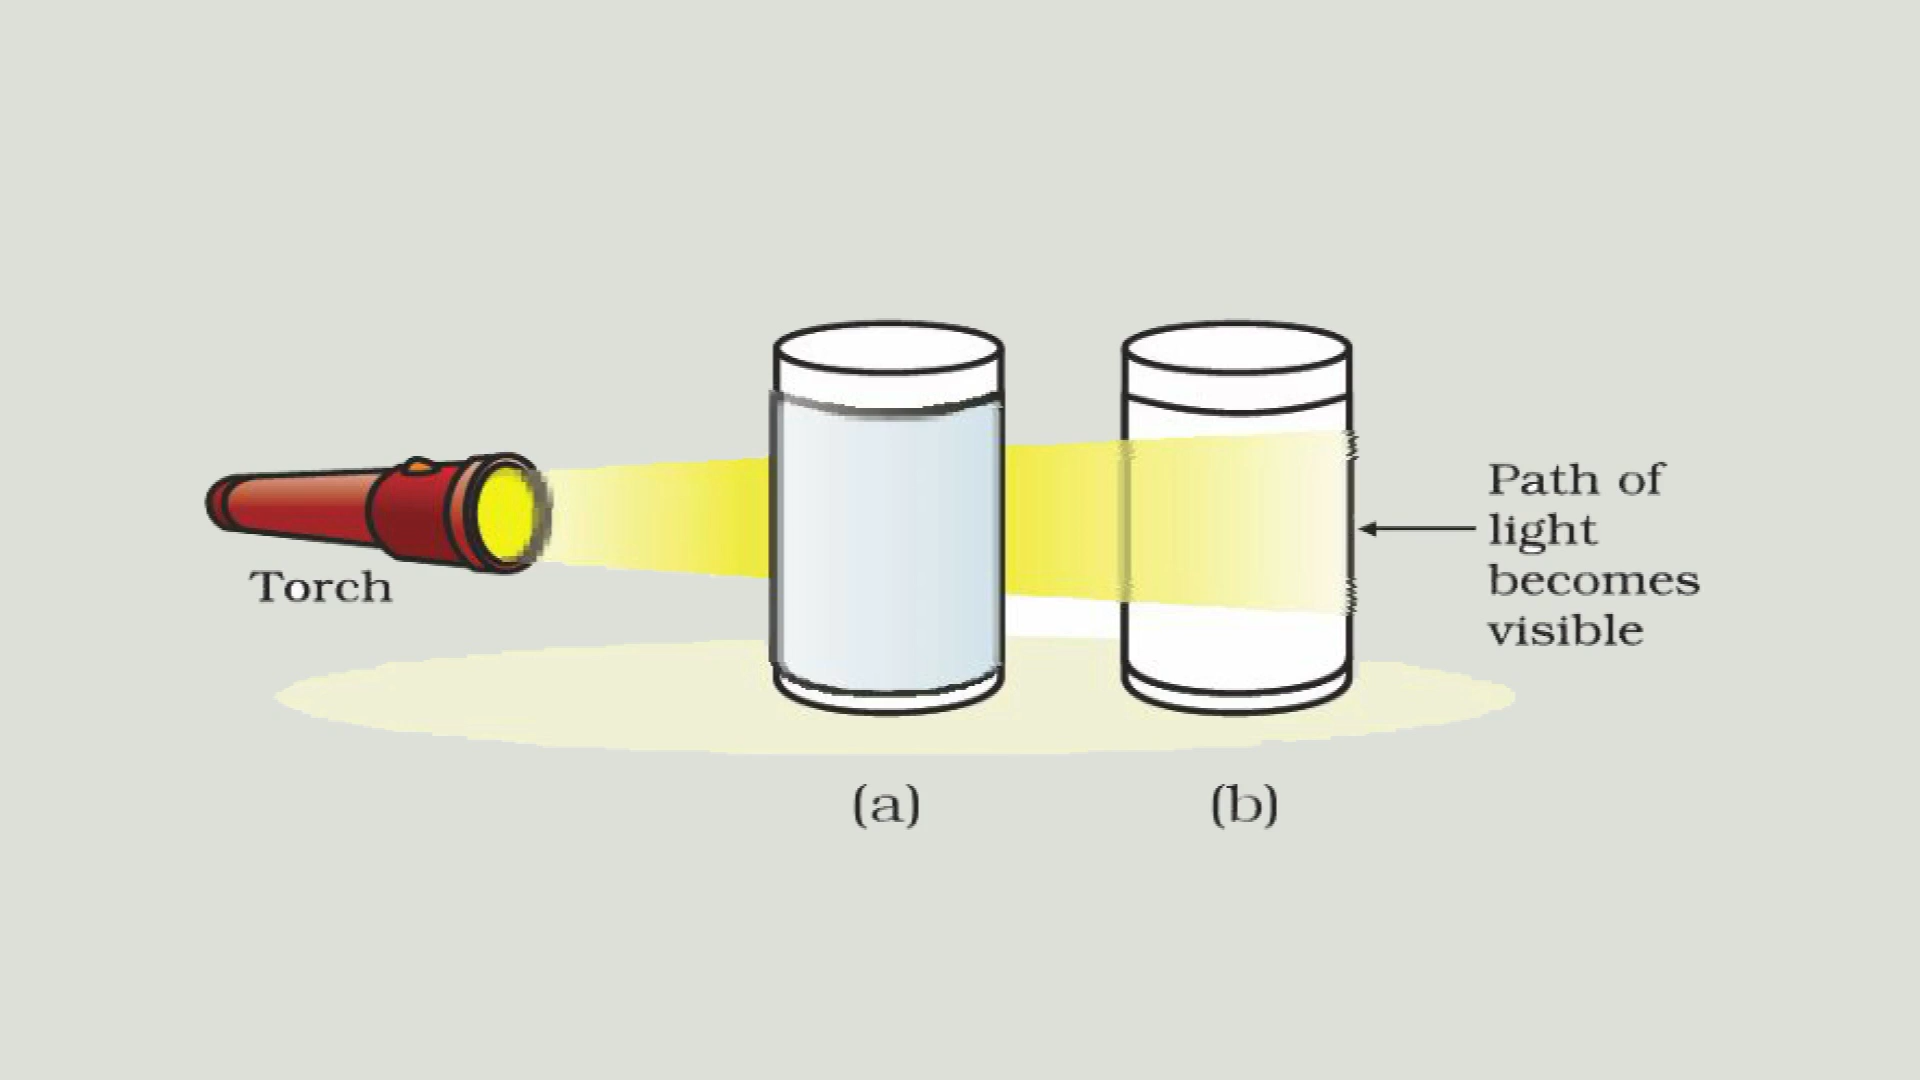 Torch
Path of
light
becomes
visible
(a)
(b)